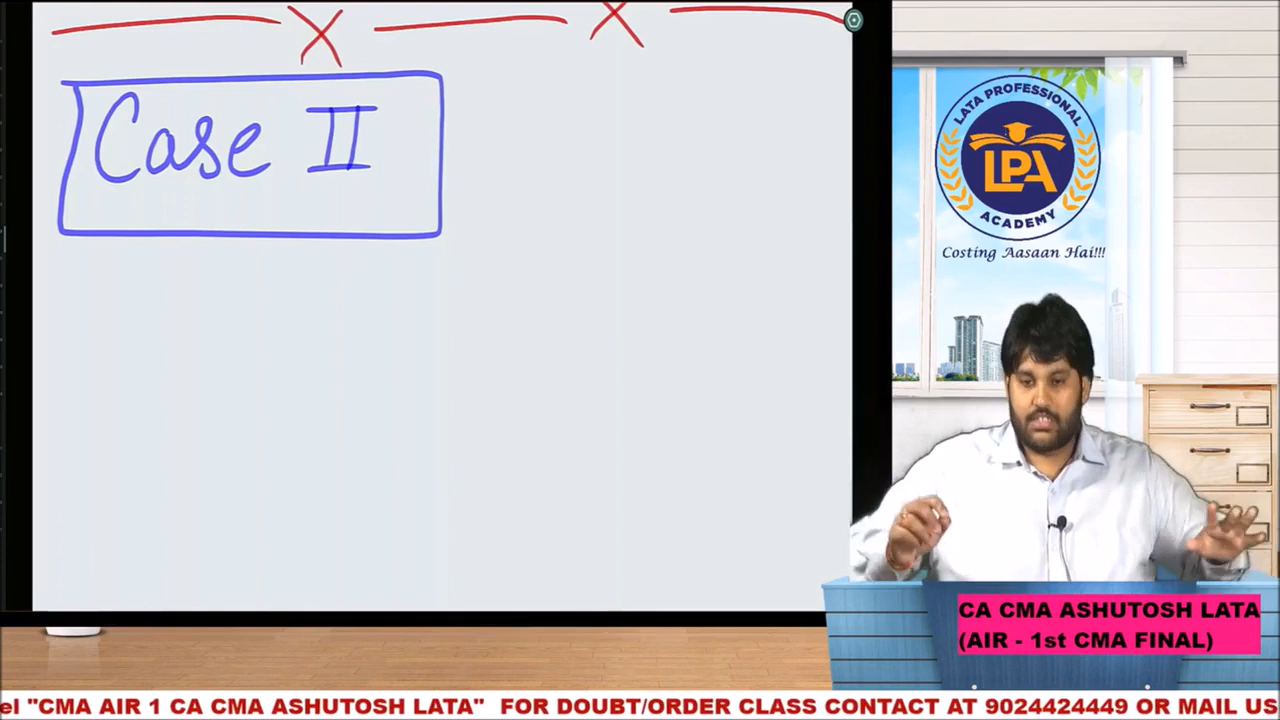 Case II
LATA PROFESSIONAL
LPA
ACADEMY
Costing Aasaan Hai!!!
CA CMA ASHUTOSH LATA
(AIR - 1st CMA FINAL)
"CMA AIR 1 CA CMA ASHUTOSH LATA" FOR DOUBT/ORDER CLASS CONTACT AT 9024424449 OR MAIL US